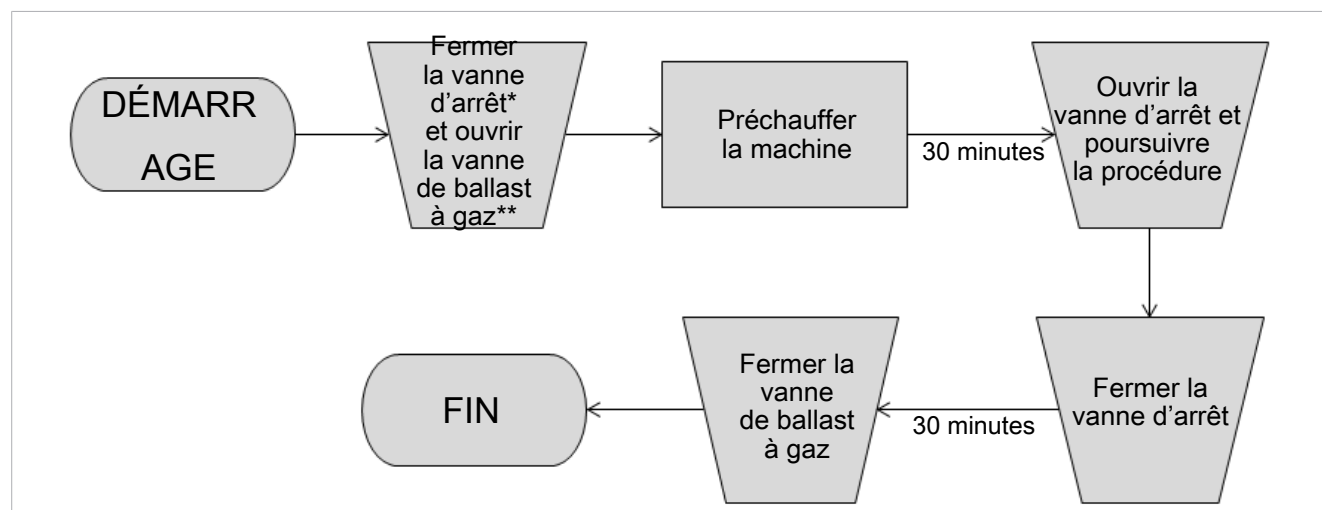 DÉMARR
AGE
Fermer
la vanne
d’arrêt*
et ouvrir
la vanne
de ballast
à gaz**
Préchauffer
la machine
30 minutes
Ouvrir la
vanne d’arrêt et
poursuivre
la procédure
Fermer la
vanne d’arrêt
30 minutes
Fermer la
vanne
de ballast
à gaz
FIN